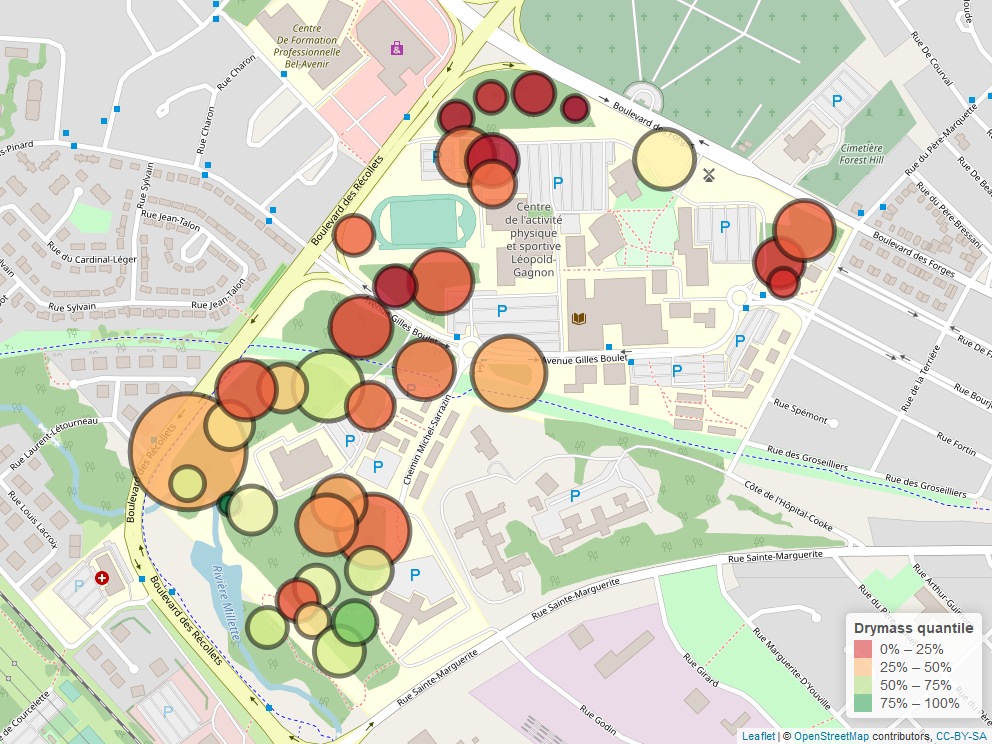 Centre
De Formation
Professionnelle
Bel-Avenir
Rue Charon
Rue Charon
Rue De Courval
Boulevard des
P
Cimetière
Forest Hill
Rue du Père-Marquette
s-Pinard
Rue Sylvain
Boulevard des Récollets
P
P
Rue du Père-Bressani
Rue Jean-Talon
Centre
de l'activité
physique
et sportive
Léopold-
Gagnon
P
Boulevard des Forges
Rue du Cardinal-Léger
Rue Jean-Talon
Rue Sylvain
P
P
Avenue Gilles Boulet
Rue De
Rue de la Terrière
P
Rue Bourj
Chemin Michel-Sarrazin
Rue Spémont
Rue Laurent-Létourneau
Rue Fortin
P
P
Rue des Groseilliers
Rue des Groseilliers
Boulevard des Récollets
Rue Louis Lacroix
P
Côte de l'Hôpital-Cooke
Rue Sainte-Marguerite
P
P
Rivière Millette
Rue Sainte-Marguerite
Rue Arthur-Guim
Rue du P
Boulevard des Récollets
Rue Marguerite-D'Youville
Rue Girard
Rue Sainte-Marguerite
P
Rue Godin
de Courcelette
Drymass quantile
0% – 25%
25% – 50%
50% – 75%
75% – 100%
Leaflet | © OpenStreetMap contributors, CC-BY-SA